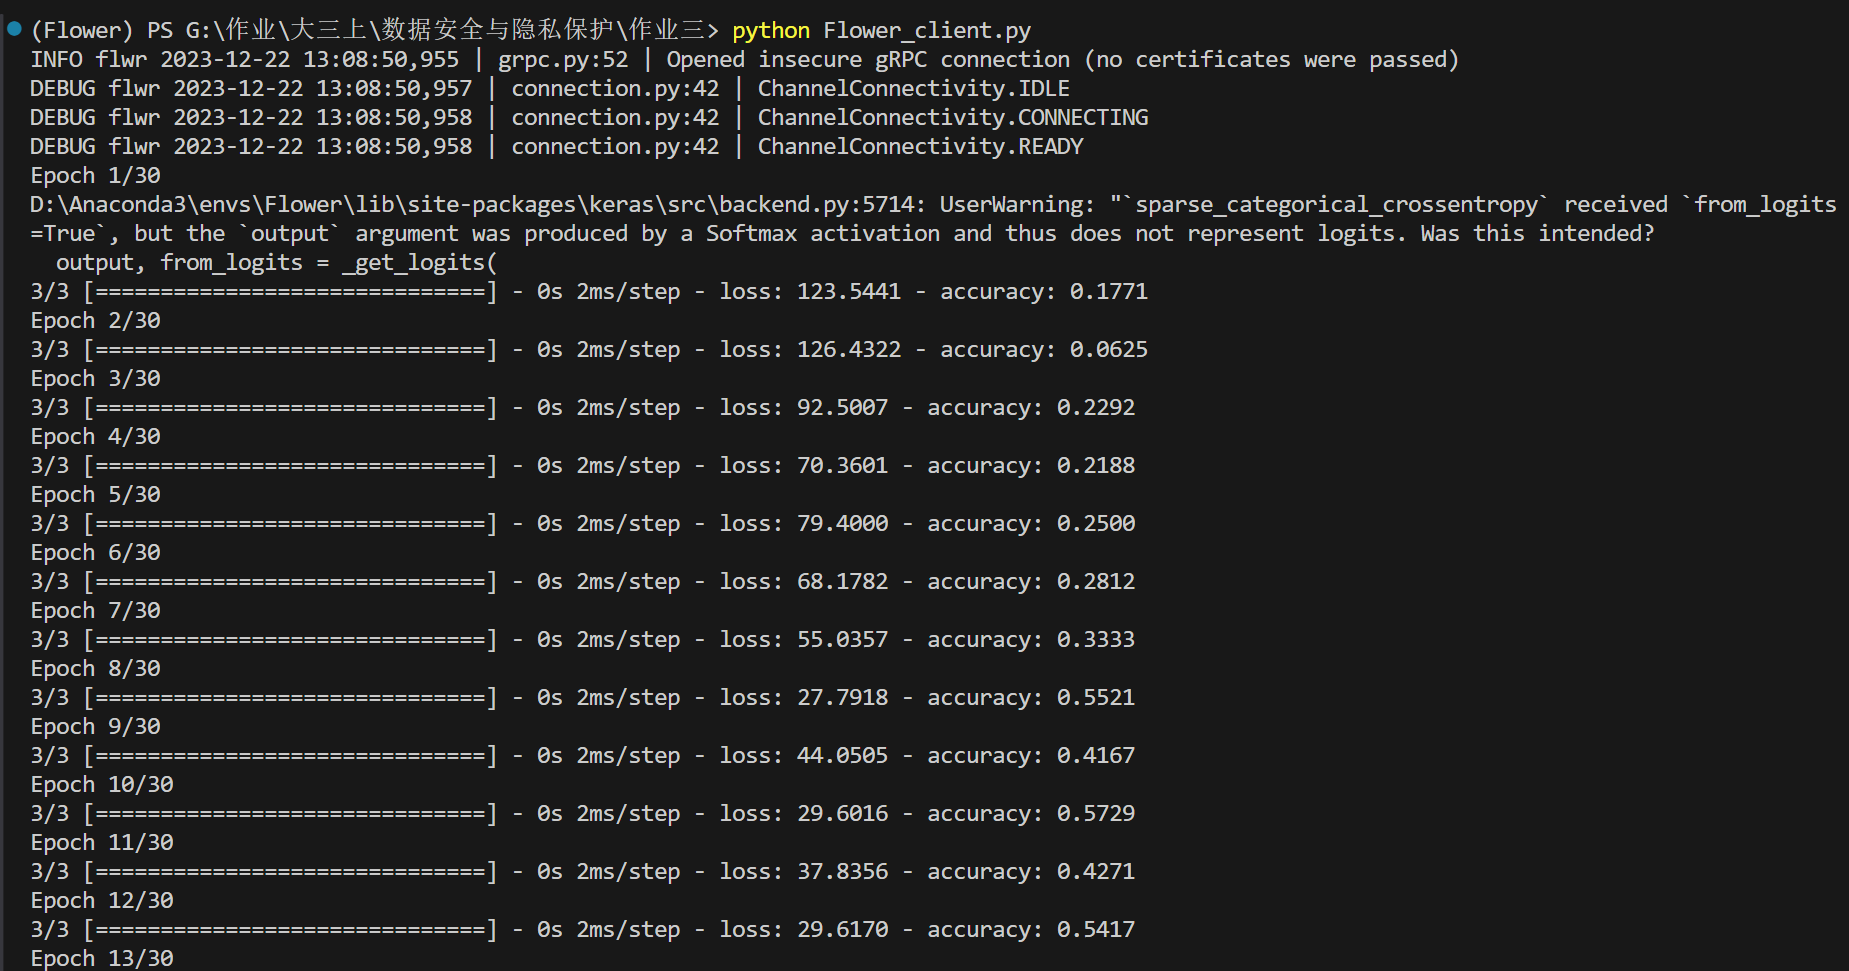 (Flower) PS G:\作业\大三上\数据安全与隐私保护\作业三> python Flower_client.py
INFO flwr 2023-12-22 13:08:50,955 | grpc.py:52 | Opened insecure gRPC connection (no certificates were passed)
DEBUG flwr 2023-12-22 13:08:50,957 | connection.py:42 | ChannelConnectivity.IDLE
DEBUG flwr 2023-12-22 13:08:50,958 | connection.py:42 | ChannelConnectivity.CONNECTING
DEBUG flwr 2023-12-22 13:08:50,958 | connection.py:42 | ChannelConnectivity.READY
Epoch 1/30
D:\Anaconda3\envs\Flower\lib\site-packages\keras\src\backend.py:5714: UserWarning: "`sparse_categorical_crossentropy` received `from_logits
=True`, but the `output` argument was produced by a Softmax activation and thus does not represent logits. Was this intended?
  output, from_logits = _get_logits(
3/3 [==============================] - 0s 2ms/step - loss: 123.5441 - accuracy: 0.1771
Epoch 2/30
3/3 [==============================] - 0s 2ms/step - loss: 126.4322 - accuracy: 0.0625
Epoch 3/30
3/3 [==============================] - 0s 2ms/step - loss: 92.5007 - accuracy: 0.2292
Epoch 4/30
3/3 [==============================] - 0s 2ms/step - loss: 70.3601 - accuracy: 0.2188
Epoch 5/30
3/3 [==============================] - 0s 2ms/step - loss: 79.4000 - accuracy: 0.2500
Epoch 6/30
3/3 [==============================] - 0s 2ms/step - loss: 68.1782 - accuracy: 0.2812
Epoch 7/30
3/3 [==============================] - 0s 2ms/step - loss: 55.0357 - accuracy: 0.3333
Epoch 8/30
3/3 [==============================] - 0s 2ms/step - loss: 27.7918 - accuracy: 0.5521
Epoch 9/30
3/3 [==============================] - 0s 2ms/step - loss: 44.0505 - accuracy: 0.4167
Epoch 10/30
3/3 [==============================] - 0s 2ms/step - loss: 29.6016 - accuracy: 0.5729
Epoch 11/30
3/3 [==============================] - 0s 2ms/step - loss: 37.8356 - accuracy: 0.4271
Epoch 12/30
3/3 [==============================] - 0s 2ms/step - loss: 29.6170 - accuracy: 0.5417
Epoch 13/30